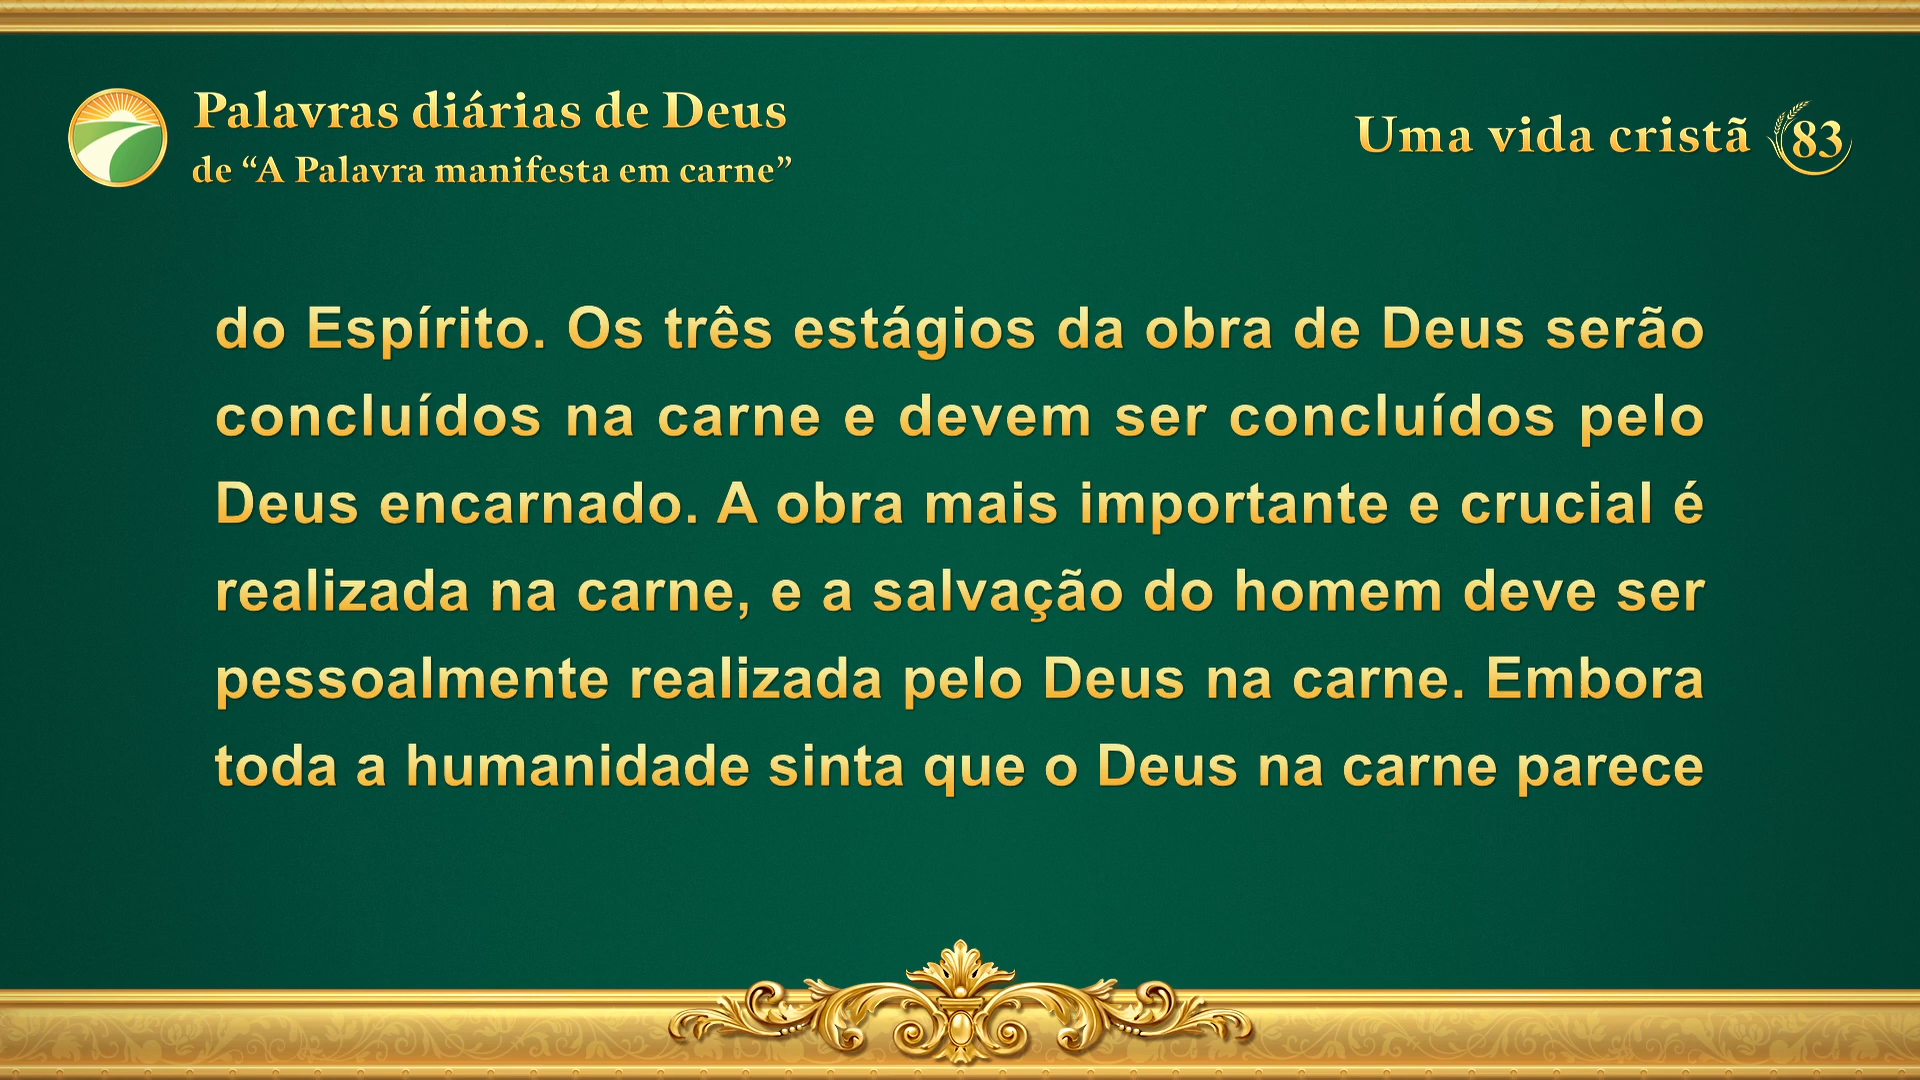 Palavras diárias de Deus
de “A Palavra manifesta em carne”
Uma vida cristã 83
do Espírito. Os três estágios da obra de Deus serão
concluídos na carne e devem ser concluídos pelo
Deus encarnado. A obra mais importante e crucial é
realizada na carne, e a salvação do homem deve ser
pessoalmente realizada pelo Deus na carne. Embora
toda a humanidade sinta que o Deus na carne parece